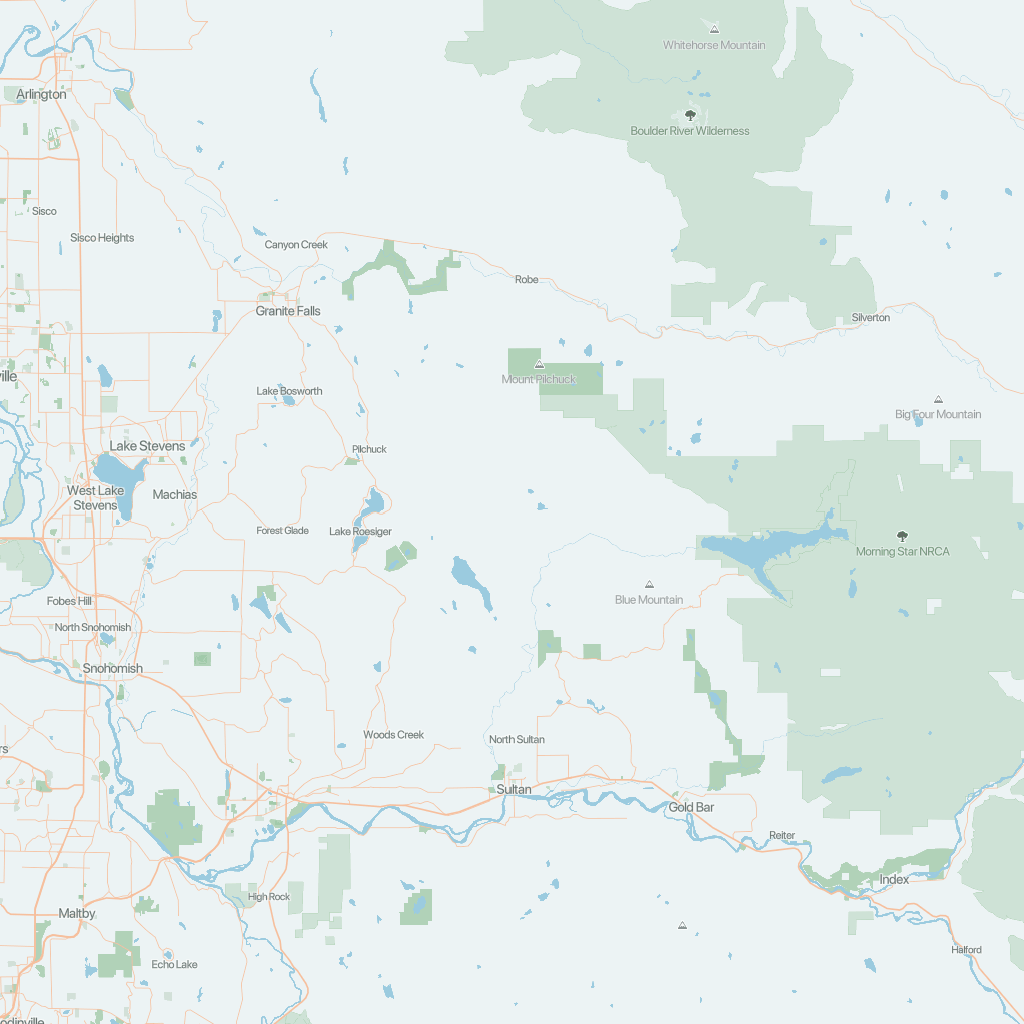 Whitehorse Mountain
Arlington
Boulder River Wilderness
Sisco
Sisco Heights
Canyon Creek
Robe
Granite Falls
Silverton
ville
Mount Pilchuck
Lake Bosworth
Big Four Mountain
Lake Stevens
Pilchuck
West Lake
Stevens
Machias
Forest Glade
Lake Roesiger
Morning Star NRCA
Fobes Hill
Blue Mountain
North Snohomish
Snohomish
Woods Creek
North Sultan
rs
Sultan
Gold Bar
Reiter
Index
High Rock
Maltby
Halford
Echo Lake
odinville